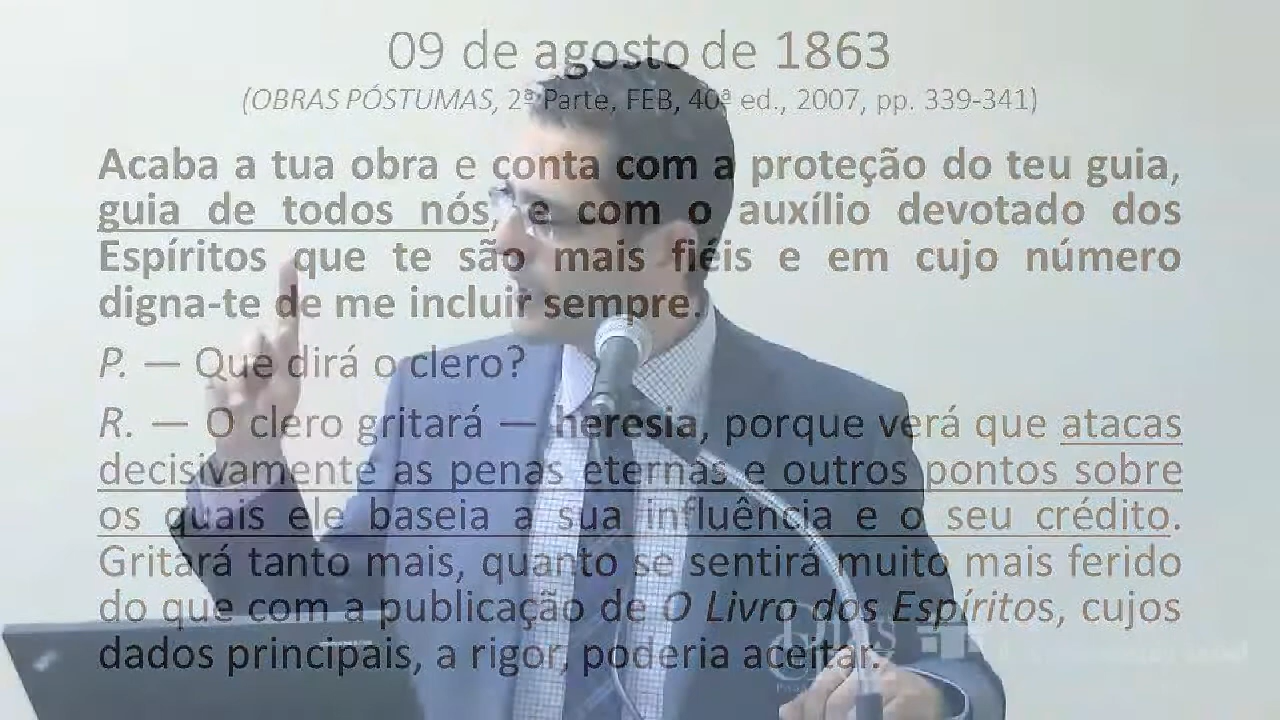 09 de agosto de 1863
(OBRAS PÓSTUMAS, 2ª Parte, FEB, 40ª ed., 2007, pp. 339-341)
Acaba a tua obra e conta com a proteção do teu guia,
guia de todos nós, e com o auxílio devotado dos
Espíritos que te são mais fiéis e em cujo número
digna-te de me incluir sempre.
P. — Que dirá o clero?
R. — O clero gritará — heresia, porque verá que atacas
decisivamente as penas eternas e outros pontos sobre
os quais ele baseia a sua influência e o seu crédito.
Gritará tanto mais, quanto se sentirá muito mais ferido
do que com a publicação de O Livro dos Espíritos, cujos
dados principais, a rigor, poderia aceitar.